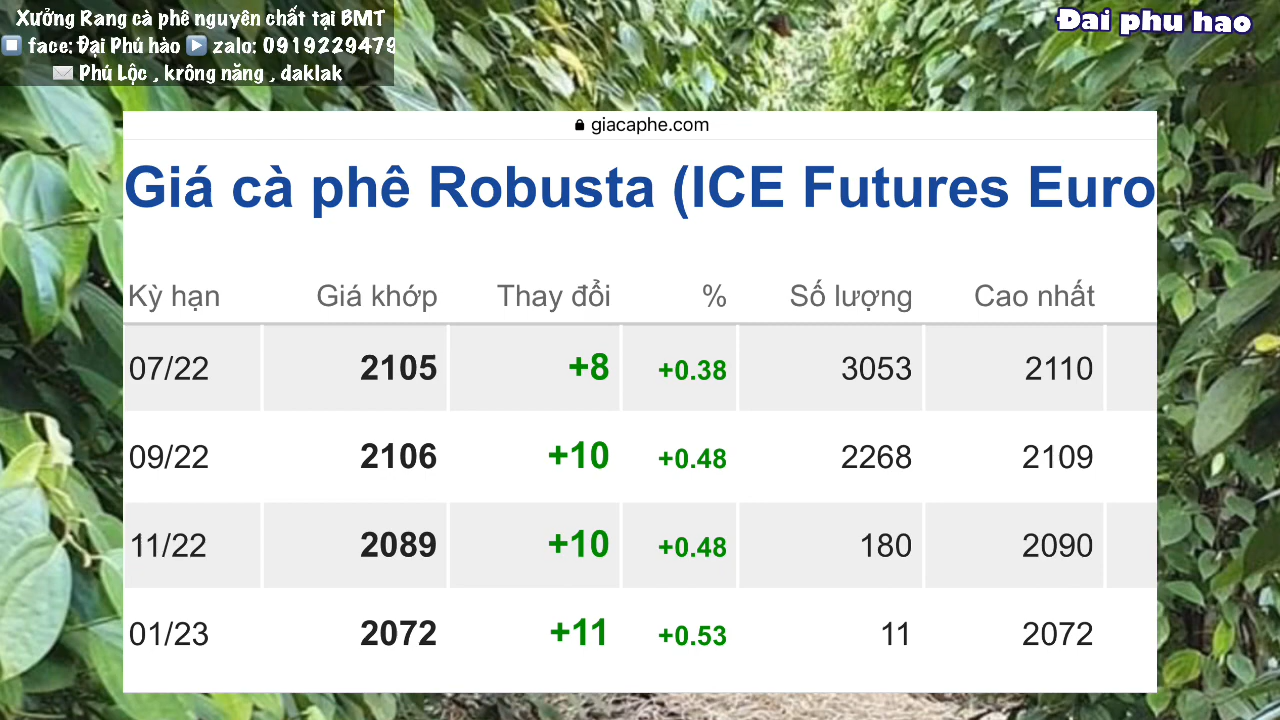 Xưởng Rang cà phê nguyên chất tại BMT
face: Đại Phú hào ▶ zalo: 0919229479
Phú Lộc , krông năng , daklak
Đai phu hao
giacaphe.com
Giá cà phê Robusta (ICE Futures Euro
Kỳ hạn Giá khớp Thay đổi % Số lượng Cao nhất
07/22 2105 +8 +0.38 3053 2110
09/22 2106 +10 +0.48 2268 2109
11/22 2089 +10 +0.48 180 2090
01/23 2072 +11 +0.53 11 2072